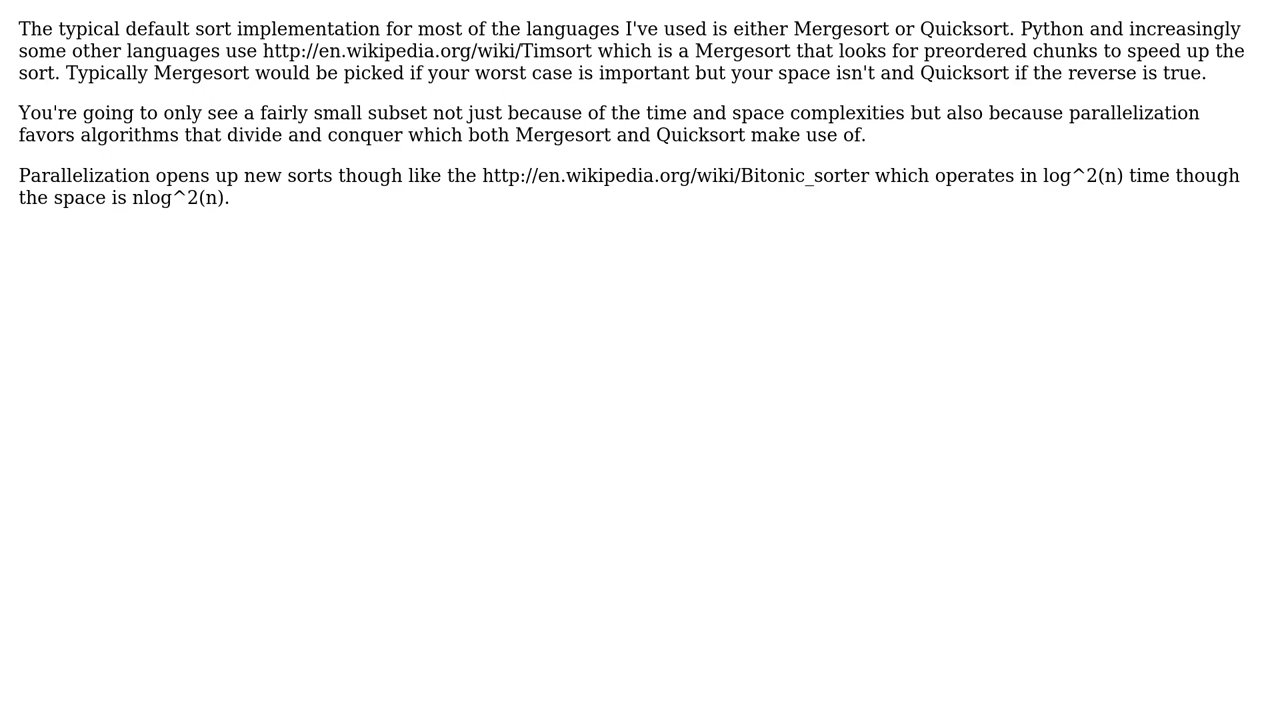 The typical default sort implementation for most of the languages I've used is either Mergesort or Quicksort. Python and increasingly
some other languages use http://en.wikipedia.org/wiki/Timsort which is a Mergesort that looks for preordered chunks to speed up the
sort. Typically Mergesort would be picked if your worst case is important but your space isn't and Quicksort if the reverse is true.
You're going to only see a fairly small subset not just because of the time and space complexities but also because parallelization
favors algorithms that divide and conquer which both Mergesort and Quicksort make use of.
Parallelization opens up new sorts though like the http://en.wikipedia.org/wiki/Bitonic_sorter which operates in log^2(n) time though
the space is nlog^2(n).